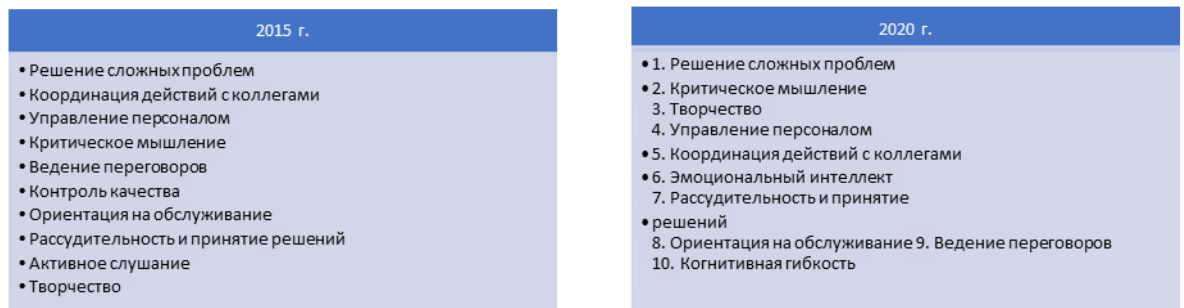 2015 г.
• Решение сложных проблем
• Координация действий с коллегами
• Управление персоналом
• Критическое мышление
• Ведение переговоров
• Контроль качества
• Ориентация на обслуживание
• Рассудительность и принятие решений
• Активное слушание
• Творчество
2020 г.
• 1. Решение сложных проблем
• 2. Критическое мышление
3. Творчество
4. Управление персоналом
• 5. Координация действий с коллегами
• 6. Эмоциональный интеллект
7. Рассудительность и принятие
• решений
8. Ориентация на обслуживание 9. Ведение переговоров
10. Когнитивная гибкость